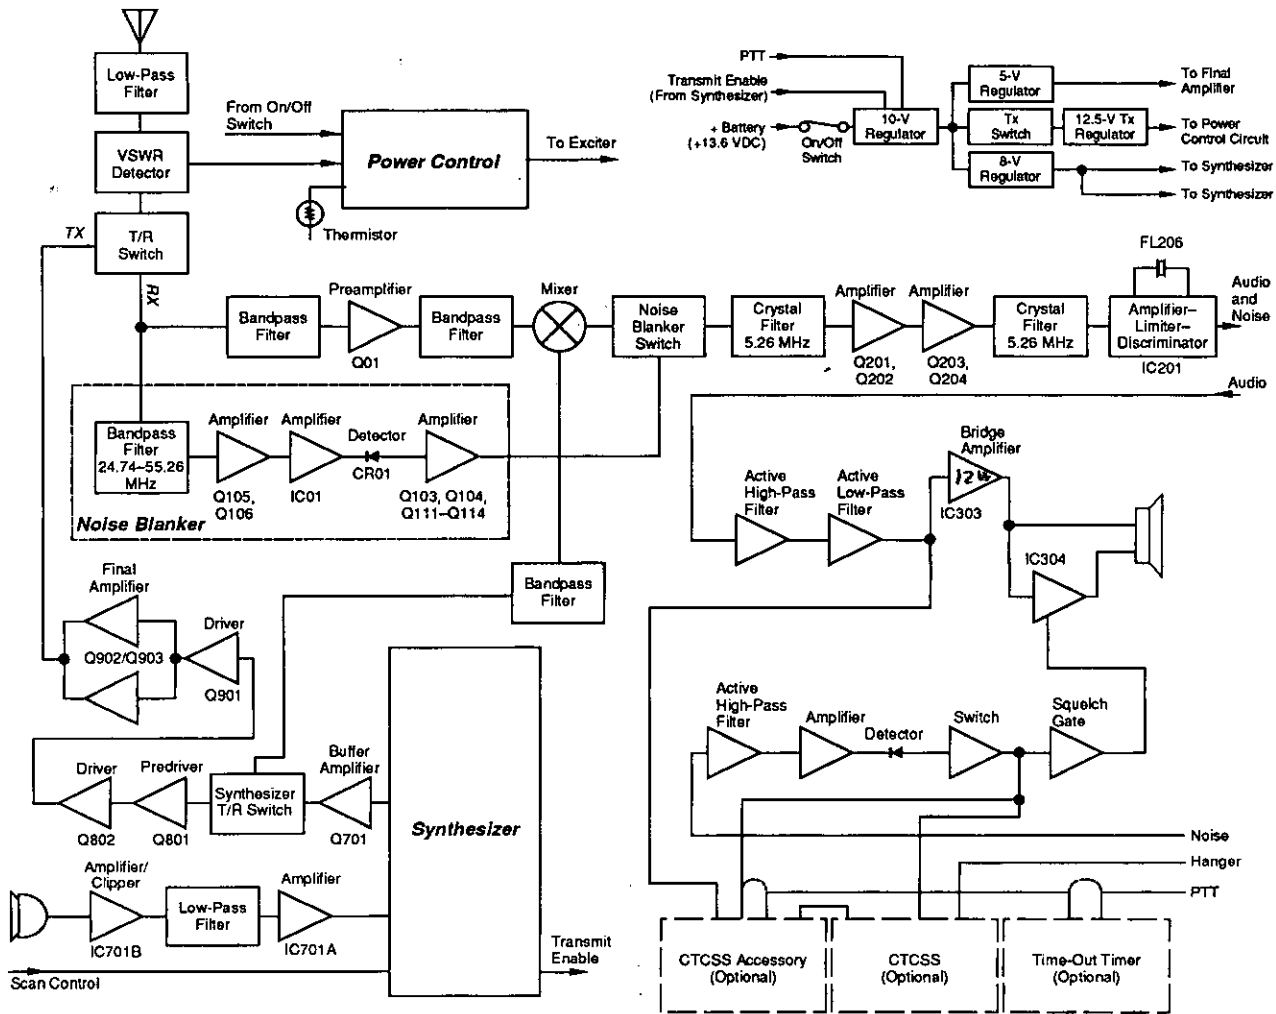 Low-Pass
Filter
VSWR
Detector
TX
T/R
Switch
RX
From On/Off
Switch
Power Control
To Exciter
Thermistor
PTT
Transmit Enable
(From Synthesizer)
+ Battery
(+13.6 VDC)
On/Off
Switch
10-V
Regulator
5-V
Regulator
Tx
Switch
12.5-V Tx
Regulator
8-V
Regulator
To Final
Amplifier
To Power
Control Circuit
To Synthesizer
To Synthesizer
Bandpass
Filter
Preamplifier
Q01
Bandpass
Filter
Mixer
Noise
Blanker
Switch
Crystal
Filter
5.26 MHz
Amplifier
Q201,
Q202
Amplifier
Q203,
Q204
Crystal
Filter
5.26 MHz
FL206
Amplifier–
Limiter–
Discriminator
IC201
Audio
and
Noise
Audio
Bandpass
Filter
24.74–55.26
MHz
Amplifier
Q105,
Q106
Amplifier
IC01
Detector
CR01
Amplifier
Q103, Q104,
Q111–Q114
Noise Blanker
Active
High-Pass
Filter
Active
Low-Pass
Filter
Bridge
Amplifier
12W
IC303
IC304
Bandpass
Filter
Final
Amplifier
Q902/Q903
Driver
Q901
Driver
Q802
Predriver
Q801
Synthesizer
T/R Switch
Buffer
Amplifier
Q701
Synthesizer
Active
High-Pass
Filter
Amplifier
Detector
Switch
Squelch
Gate
Noise
Hanger
PTT
Amplifier/
Clipper
IC701B
Low-Pass
Filter
Amplifier
IC701A
Scan Control
Transmit
Enable
CTCSS Accessory
(Optional)
CTCSS
(Optional)
Time-Out Timer
(Optional)